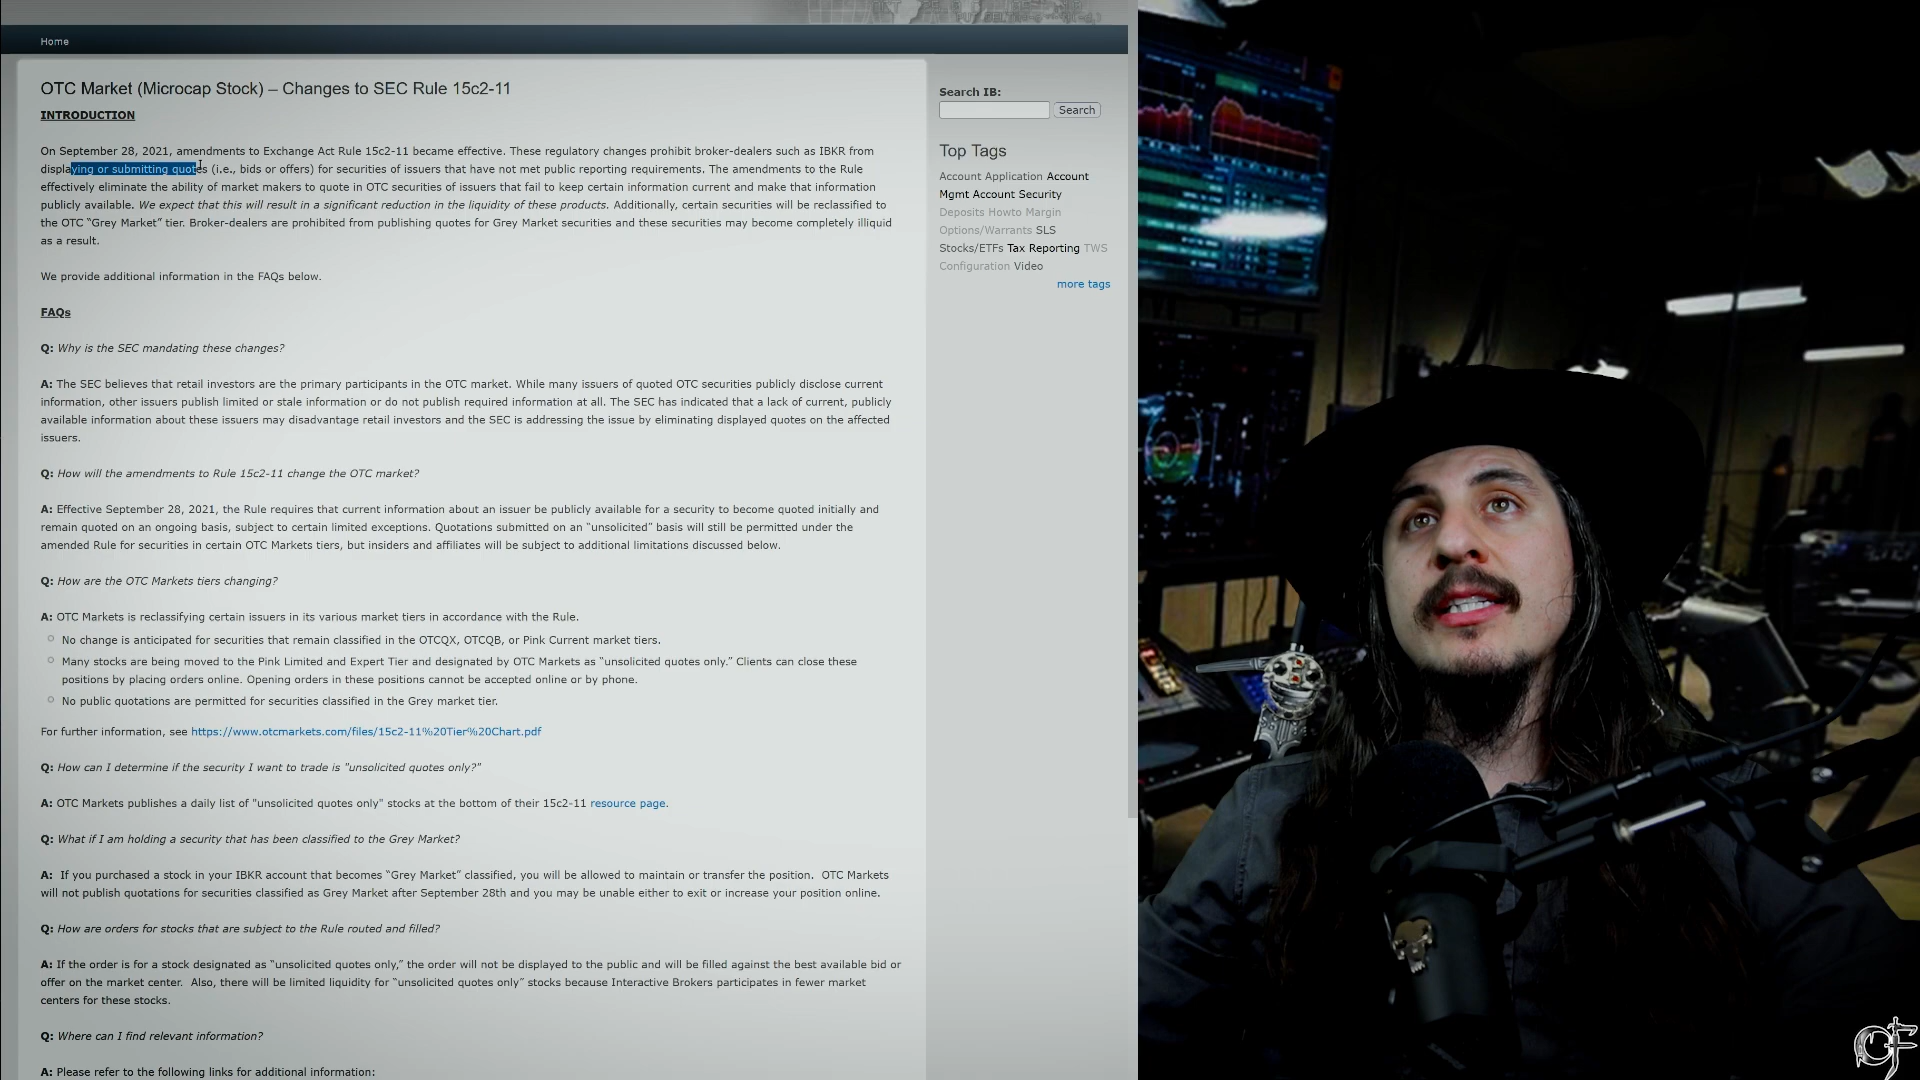 Home
OTC Market (Microcap Stock) – Changes to SEC Rule 15c2-11
INTRODUCTION
On September 28, 2021, amendments to Exchange Act Rule 15c2-11 became effective. These regulatory changes prohibit broker-dealers such as IBKR from
displaying or submitting quotes (i.e., bids or offers) for securities of issuers that have not met public reporting requirements. The amendments to the Rule
effectively eliminate the ability of market makers to quote in OTC securities of issuers that fail to keep certain information current and make that information
publicly available. We expect that this will result in a significant reduction in the liquidity of these products. Additionally, certain securities will be reclassified to
the OTC “Grey Market” tier. Broker-dealers are prohibited from publishing quotes for Grey Market securities and these securities may become completely illiquid
as a result.
We provide additional information in the FAQs below.
FAQs
Q: Why is the SEC mandating these changes?
A: The SEC believes that retail investors are the primary participants in the OTC market. While many issuers of quoted OTC securities publicly disclose current
information, other issuers publish limited or stale information or do not publish required information at all. The SEC has indicated that a lack of current, publicly
available information about these issuers may disadvantage retail investors and the SEC is addressing the issue by eliminating displayed quotes on the affected
issuers.
Q: How will the amendments to Rule 15c2-11 change the OTC market?
A: Effective September 28, 2021, the Rule requires that current information about an issuer be publicly available for a security to become quoted initially and
remain quoted on an ongoing basis, subject to certain limited exceptions. Quotations submitted on an “unsolicited” basis will still be permitted under the
amended Rule for securities in certain OTC Markets tiers, but insiders and affiliates will be subject to additional limitations discussed below.
Q: How are the OTC Markets tiers changing?
A: OTC Markets is reclassifying certain issuers in its various market tiers in accordance with the Rule.
No change is anticipated for securities that remain classified in the OTCQX, OTCQB, or Pink Current market tiers.
Many stocks are being moved to the Pink Limited and Expert Tier and designated by OTC Markets as “unsolicited quotes only.” Clients can close these
positions by placing orders online. Opening orders in these positions cannot be accepted online or by phone.
No public quotations are permitted for securities classified in the Grey market tier.
For further information, see https://www.otcmarkets.com/files/15c2-11%20Tier%20Chart.pdf
Q: How can I determine if the security I want to trade is "unsolicited quotes only?"
A: OTC Markets publishes a daily list of "unsolicited quotes only" stocks at the bottom of their 15c2-11 resource page.
Q: What if I am holding a security that has been classified to the Grey Market?
A: If you purchased a stock in your IBKR account that becomes “Grey Market” classified, you will be allowed to maintain or transfer the position. OTC Markets
will not publish quotations for securities classified as Grey Market after September 28th and you may be unable either to exit or increase your position online.
Q: How are orders for stocks that are subject to the Rule routed and filled?
A: If the order is for a stock designated as “unsolicited quotes only,” the order will not be displayed to the public and will be filled against the best available bid or
offer on the market center. Also, there will be limited liquidity for “unsolicited quotes only” stocks because Interactive Brokers participates in fewer market
centers for these stocks.
Q: Where can I find relevant information?
A: Please refer to the following links for additional information:
Search IB:
Search
Top Tags
Account Application Account
Mgmt Account Security
Deposits Howto Margin
Options/Warrants SLS
Stocks/ETFs Tax Reporting TWS
Configuration Video
more tags